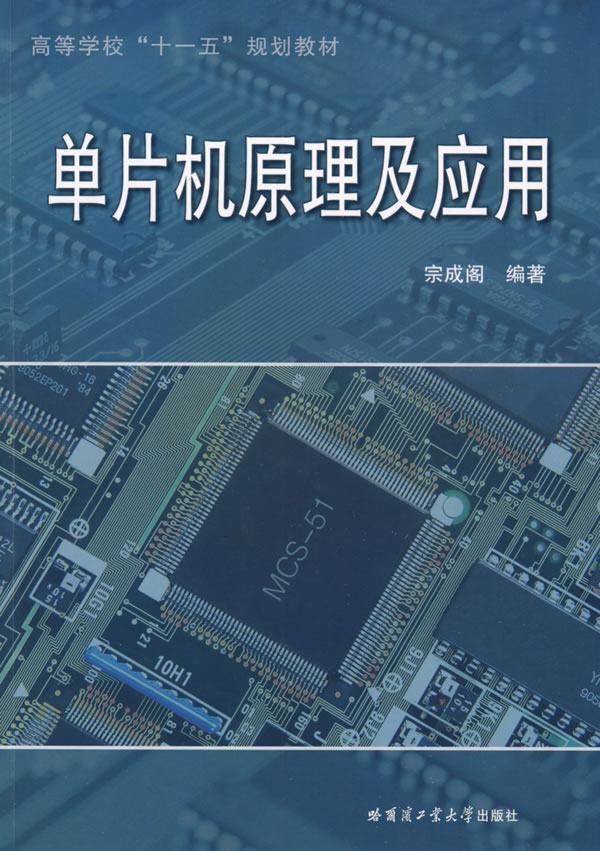 高等学校“十一五”规划教材
单片机原理及应用
宗成阁 编著
MCS-51
10H1
哈尔滨工业大学出版社